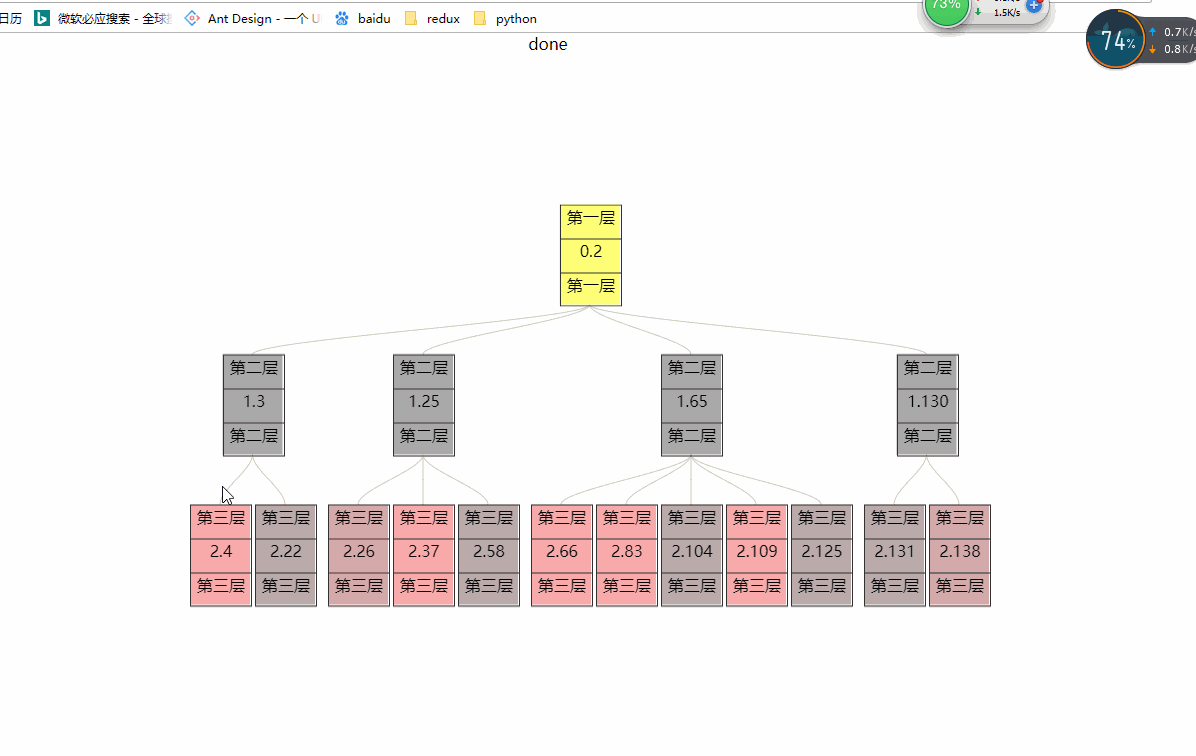 日历 微软必应搜索 - 全球 Ant Design - 一个 U baidu redux python
73%
1.5K/s
done
74%
0.7K/s
0.8K/s
第一层
0.2
第一层
第二层 第二层 第二层 第二层
1.3 1.25 1.65 1.130
第二层 第二层 第二层 第二层
第三层 第三层 第三层 第三层 第三层 第三层 第三层 第三层 第三层 第三层 第三层 第三层
2.4 2.22 2.26 2.37 2.58 2.66 2.83 2.104 2.109 2.125 2.131 2.138
第三层 第三层 第三层 第三层 第三层 第三层 第三层 第三层 第三层 第三层 第三层 第三层